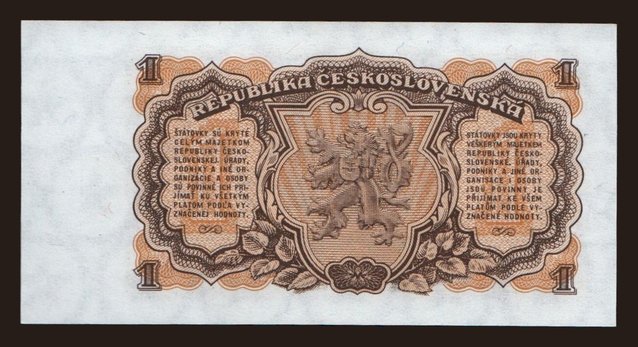 1 1
REPUBLIKA ČESKOSLOVENSKÁ
ŠTÁTOVKY SÚ KRYTÉ
CELÝM MAJETKOM
REPUBLIKY ČESKO-
SLOVENSKEJ. ÚRADY,
PODNIKY A INÉ OR-
GANIZÁCIE A OSOBY
SÚ POVINNÉ ICH PRI-
JÍMAŤ KU VŠETKÝM
PLATOM PODĽA VY-
ZNAČENEJ HODNOTY.
STÁTOVKY JSOU KRYTY
VEŠKERÝM MAJETKEM
REPUBLIKY ČESKO-
SLOVENSKÉ. ÚŘADY,
PODNIKY A JINÉ OR-
GANISACE I OSOBY
JSOU POVINNY JE
PŘIJÍMAT KE VŠEM
PLATŮM PODLE VY-
ZNAČENÉ HODNOTY.
1 1